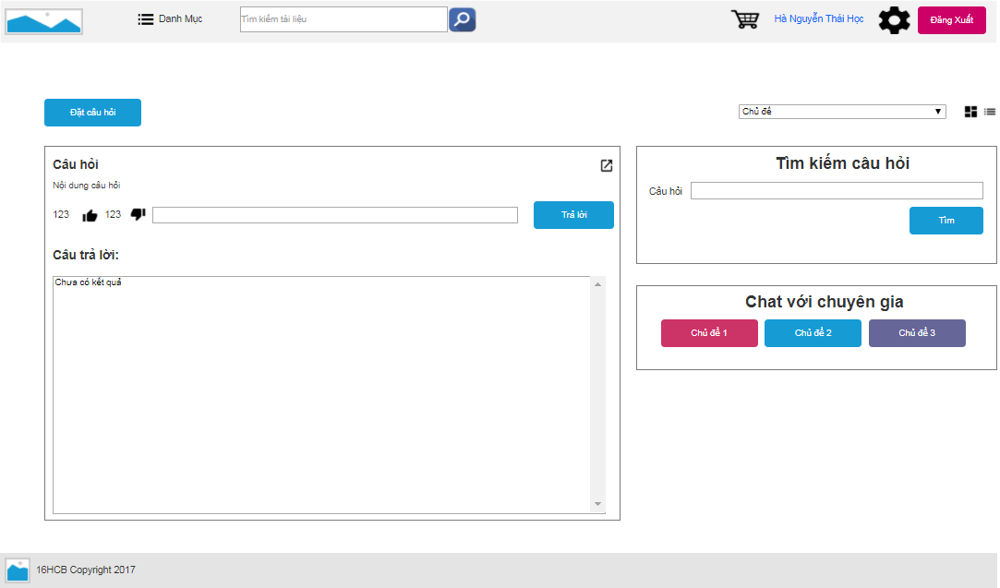 Danh Mục
Tìm kiếm tài liệu
Hà Nguyễn Thái Học
Đăng Xuất
Đặt câu hỏi
Chủ đề
Câu hỏi
Nội dung câu hỏi
123
123
Trả lời
Câu trả lời:
Chưa có kết quả
Tìm kiếm câu hỏi
Câu hỏi
Tìm
Chat với chuyên gia
Chủ đề 1
Chủ đề 2
Chủ đề 3
16HCB Copyright 2017